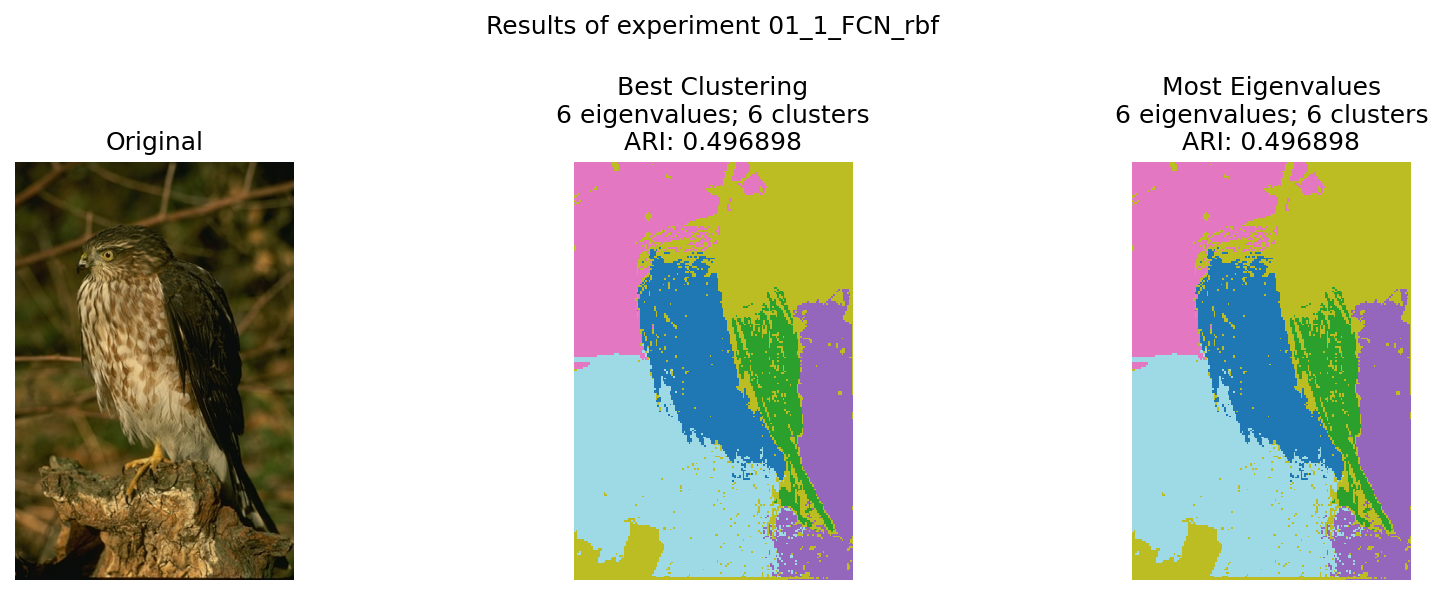 Results of experiment 01_1_FCN_rbf
Original
Best Clustering
6 eigenvalues; 6 clusters
ARI: 0.496898
Most Eigenvalues
6 eigenvalues; 6 clusters
ARI: 0.496898